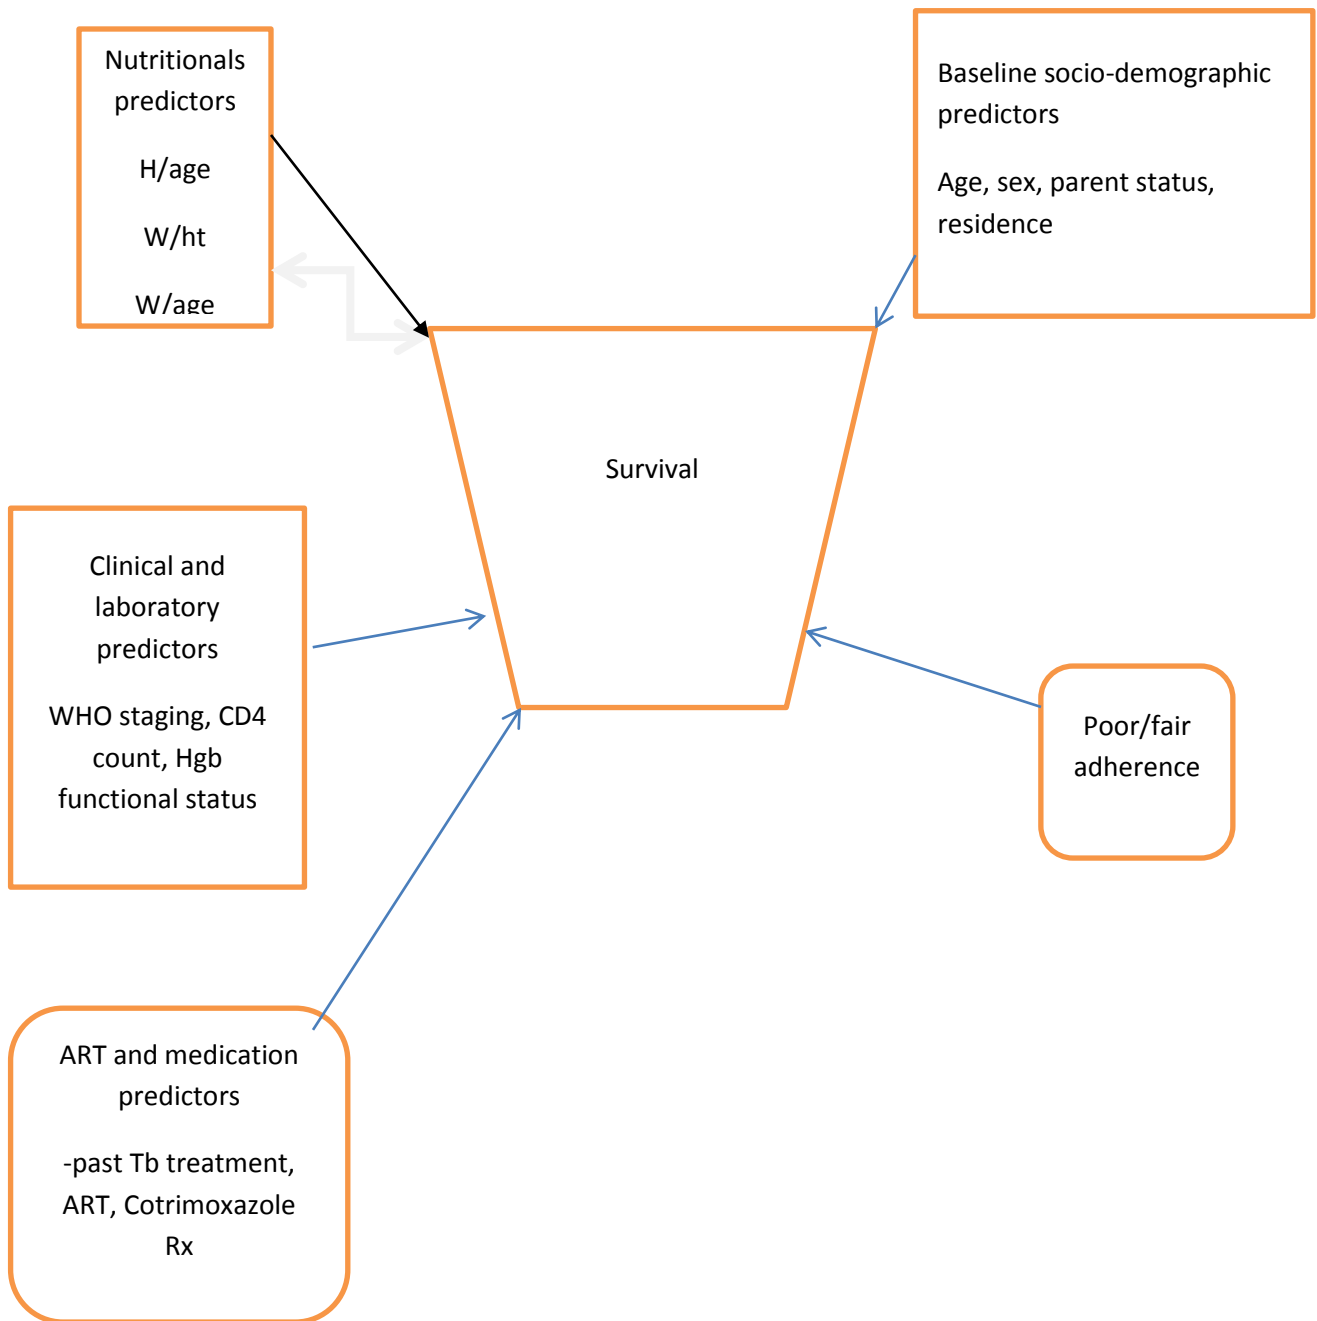 Nutritionals
predictors
H/age
W/ht
W/age
Baseline socio-demographic
predictors
Age, sex, parent status,
residence
Survival
Clinical and
laboratory
predictors
WHO staging, CD4
count, Hgb
functional status
Poor/fair
adherence
ART and medication
predictors
-past Tb treatment,
ART, Cotrimoxazole
Rx